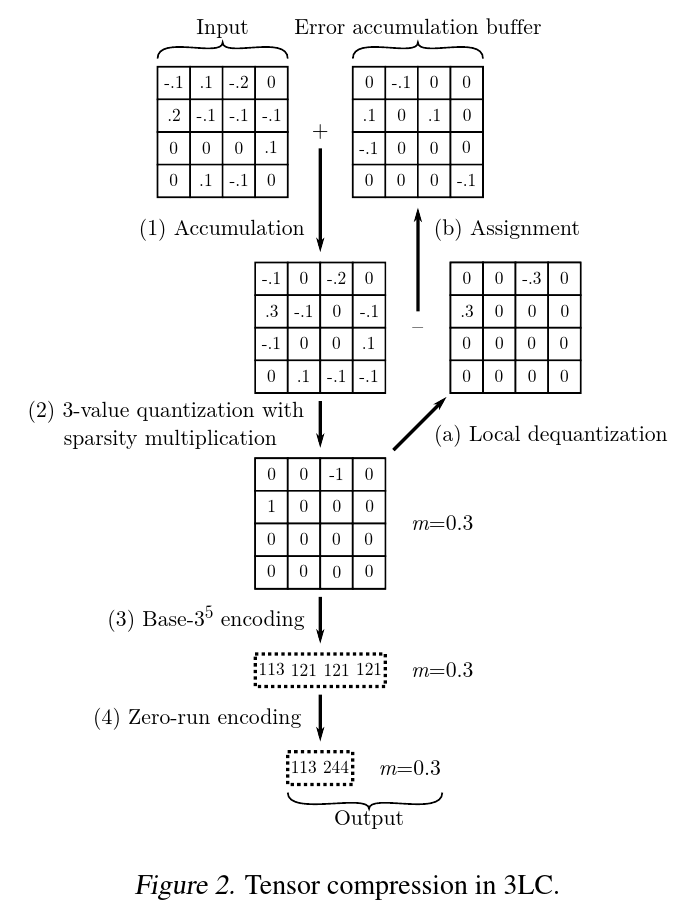 Input Error accumulation buffer
-.1 .1 -.2 0
.2 -.1 -.1 -.1
0 0 0 .1
0 .1 -.1 0
+
0 -.1 0 0
.1 0 .1 0
-.1 0 0 0
0 0 0 -.1
(1) Accumulation
(b) Assignment
-.1 0 -.2 0
.3 -.1 0 -.1
-.1 0 0 .1
0 .1 -.1 -.1
–
0 0 -.3 0
.3 0 0 0
0 0 0 0
0 0 0 0
(2) 3-value quantization with
sparsity multiplication
(a) Local dequantization
0 0 -1 0
1 0 0 0
0 0 0 0
0 0 0 0
m=0.3
(3) Base-3⁵ encoding
113 121 121 121 m=0.3
(4) Zero-run encoding
113 244 m=0.3
Output
Figure 2. Tensor compression in 3LC.